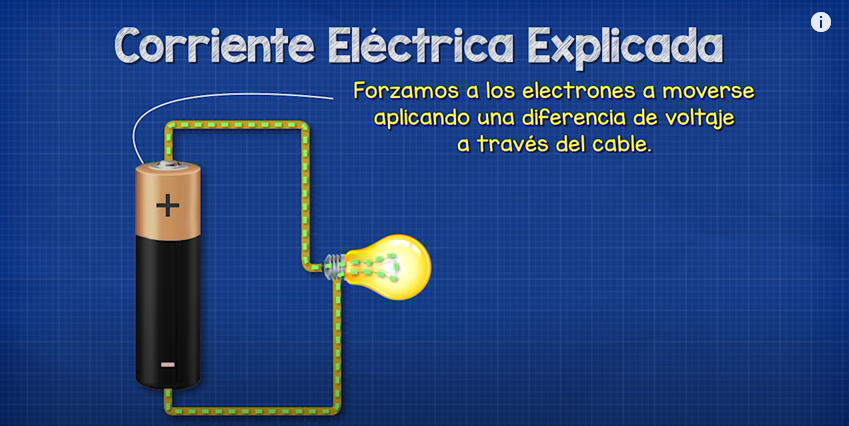 Corriente Eléctrica Explicada
Forzamos a los electrones a moverse
aplicando una diferencia de voltaje
a través del cable.
+
-
i